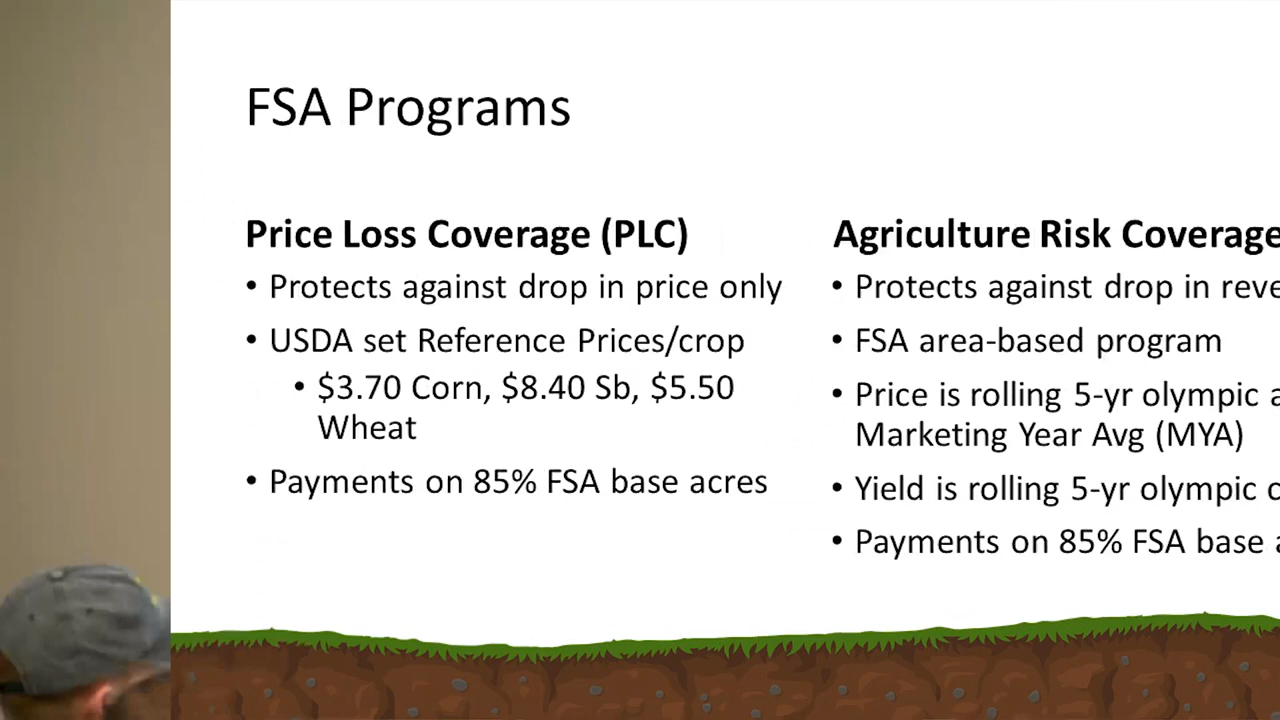 FSA Programs
Price Loss Coverage (PLC)
• Protects against drop in price only
• USDA set Reference Prices/crop
• $3.70 Corn, $8.40 Sb, $5.50
Wheat
• Payments on 85% FSA base acres
Agriculture Risk Coverage
• Protects against drop in
• FSA area-based program
• Price is rolling 5-yr olympic
Marketing Year Avg (MYA)
• Yield is rolling 5-yr olympic
• Payments on 85% FSA base